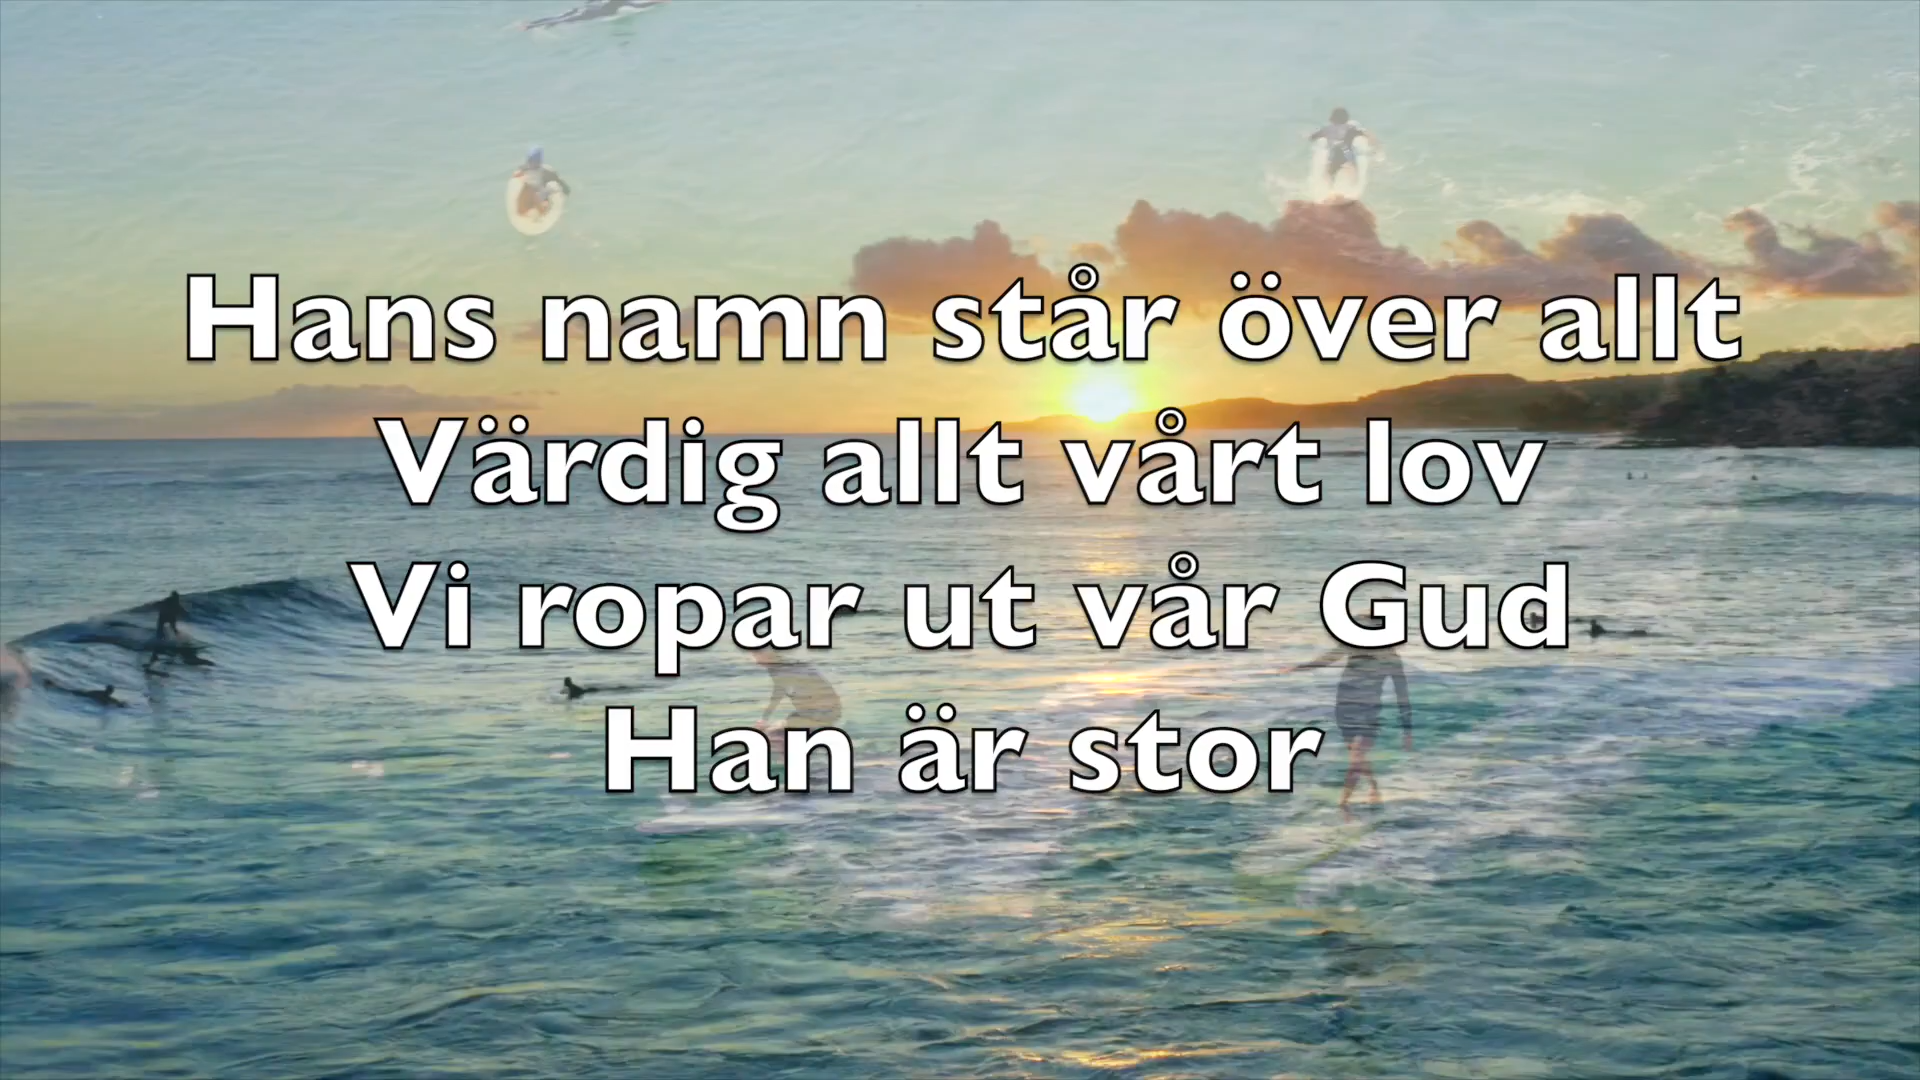 Hans namn står över allt
Värdig allt vårt lov
Vi ropar ut vår Gud
Han är stor